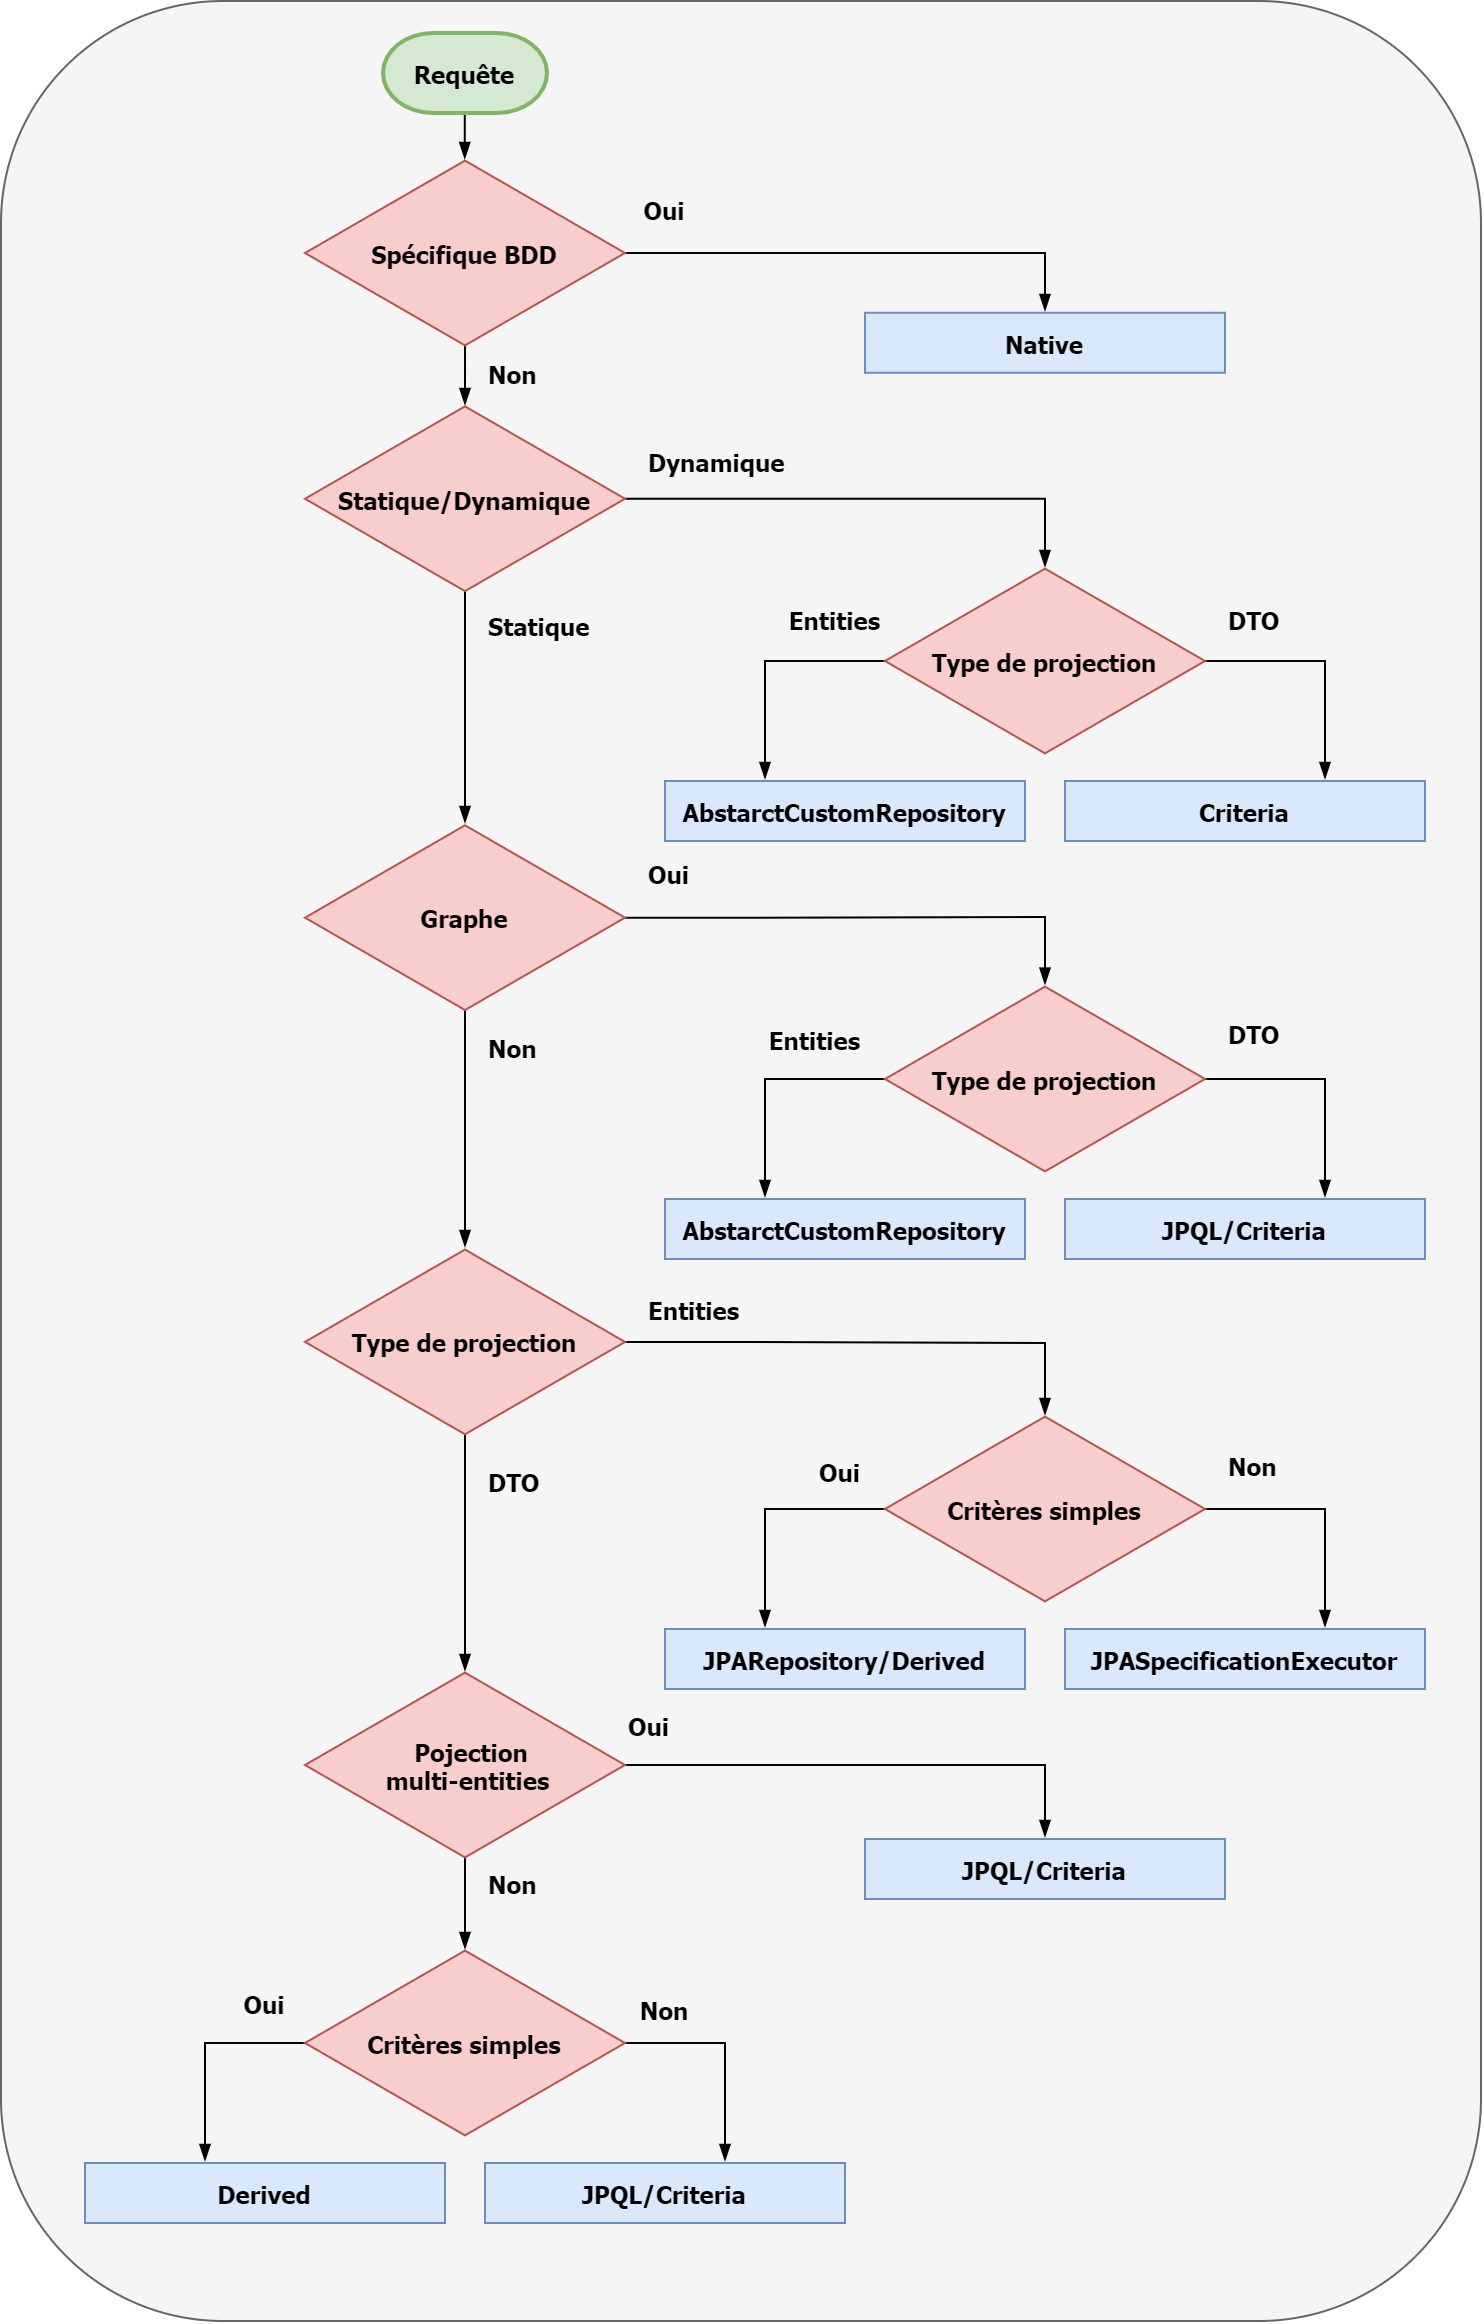 Requête
Oui
Spécifique BDD
Native
Non
Dynamique
Statique/Dynamique
Entities
DTO
Statique
Type de projection
AbstarctCustomRepository
Criteria
Oui
Graphe
Entities
DTO
Non
Type de projection
AbstarctCustomRepository
JPQL/Criteria
Entities
Type de projection
Oui
Non
DTO
Critères simples
JPARepository/Derived
JPASpecificationExecutor
Oui
Pojection
multi-entities
JPQL/Criteria
Non
Oui
Non
Critères simples
Derived
JPQL/Criteria